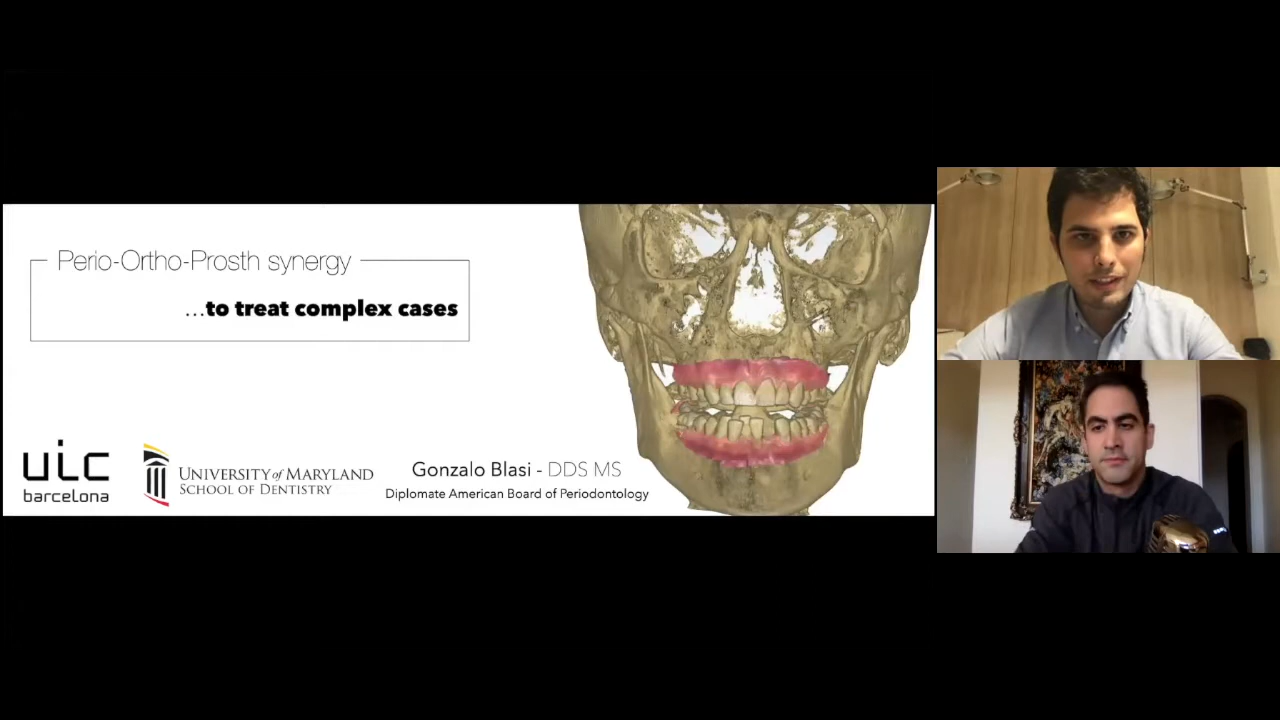 Perio-Ortho-Prosth synergy
...to treat complex cases
uic
barcelona
UNIVERSITY of MARYLAND
SCHOOL OF DENTISTRY
Gonzalo Blasi - DDS MS
Diplomate American Board of Periodontology